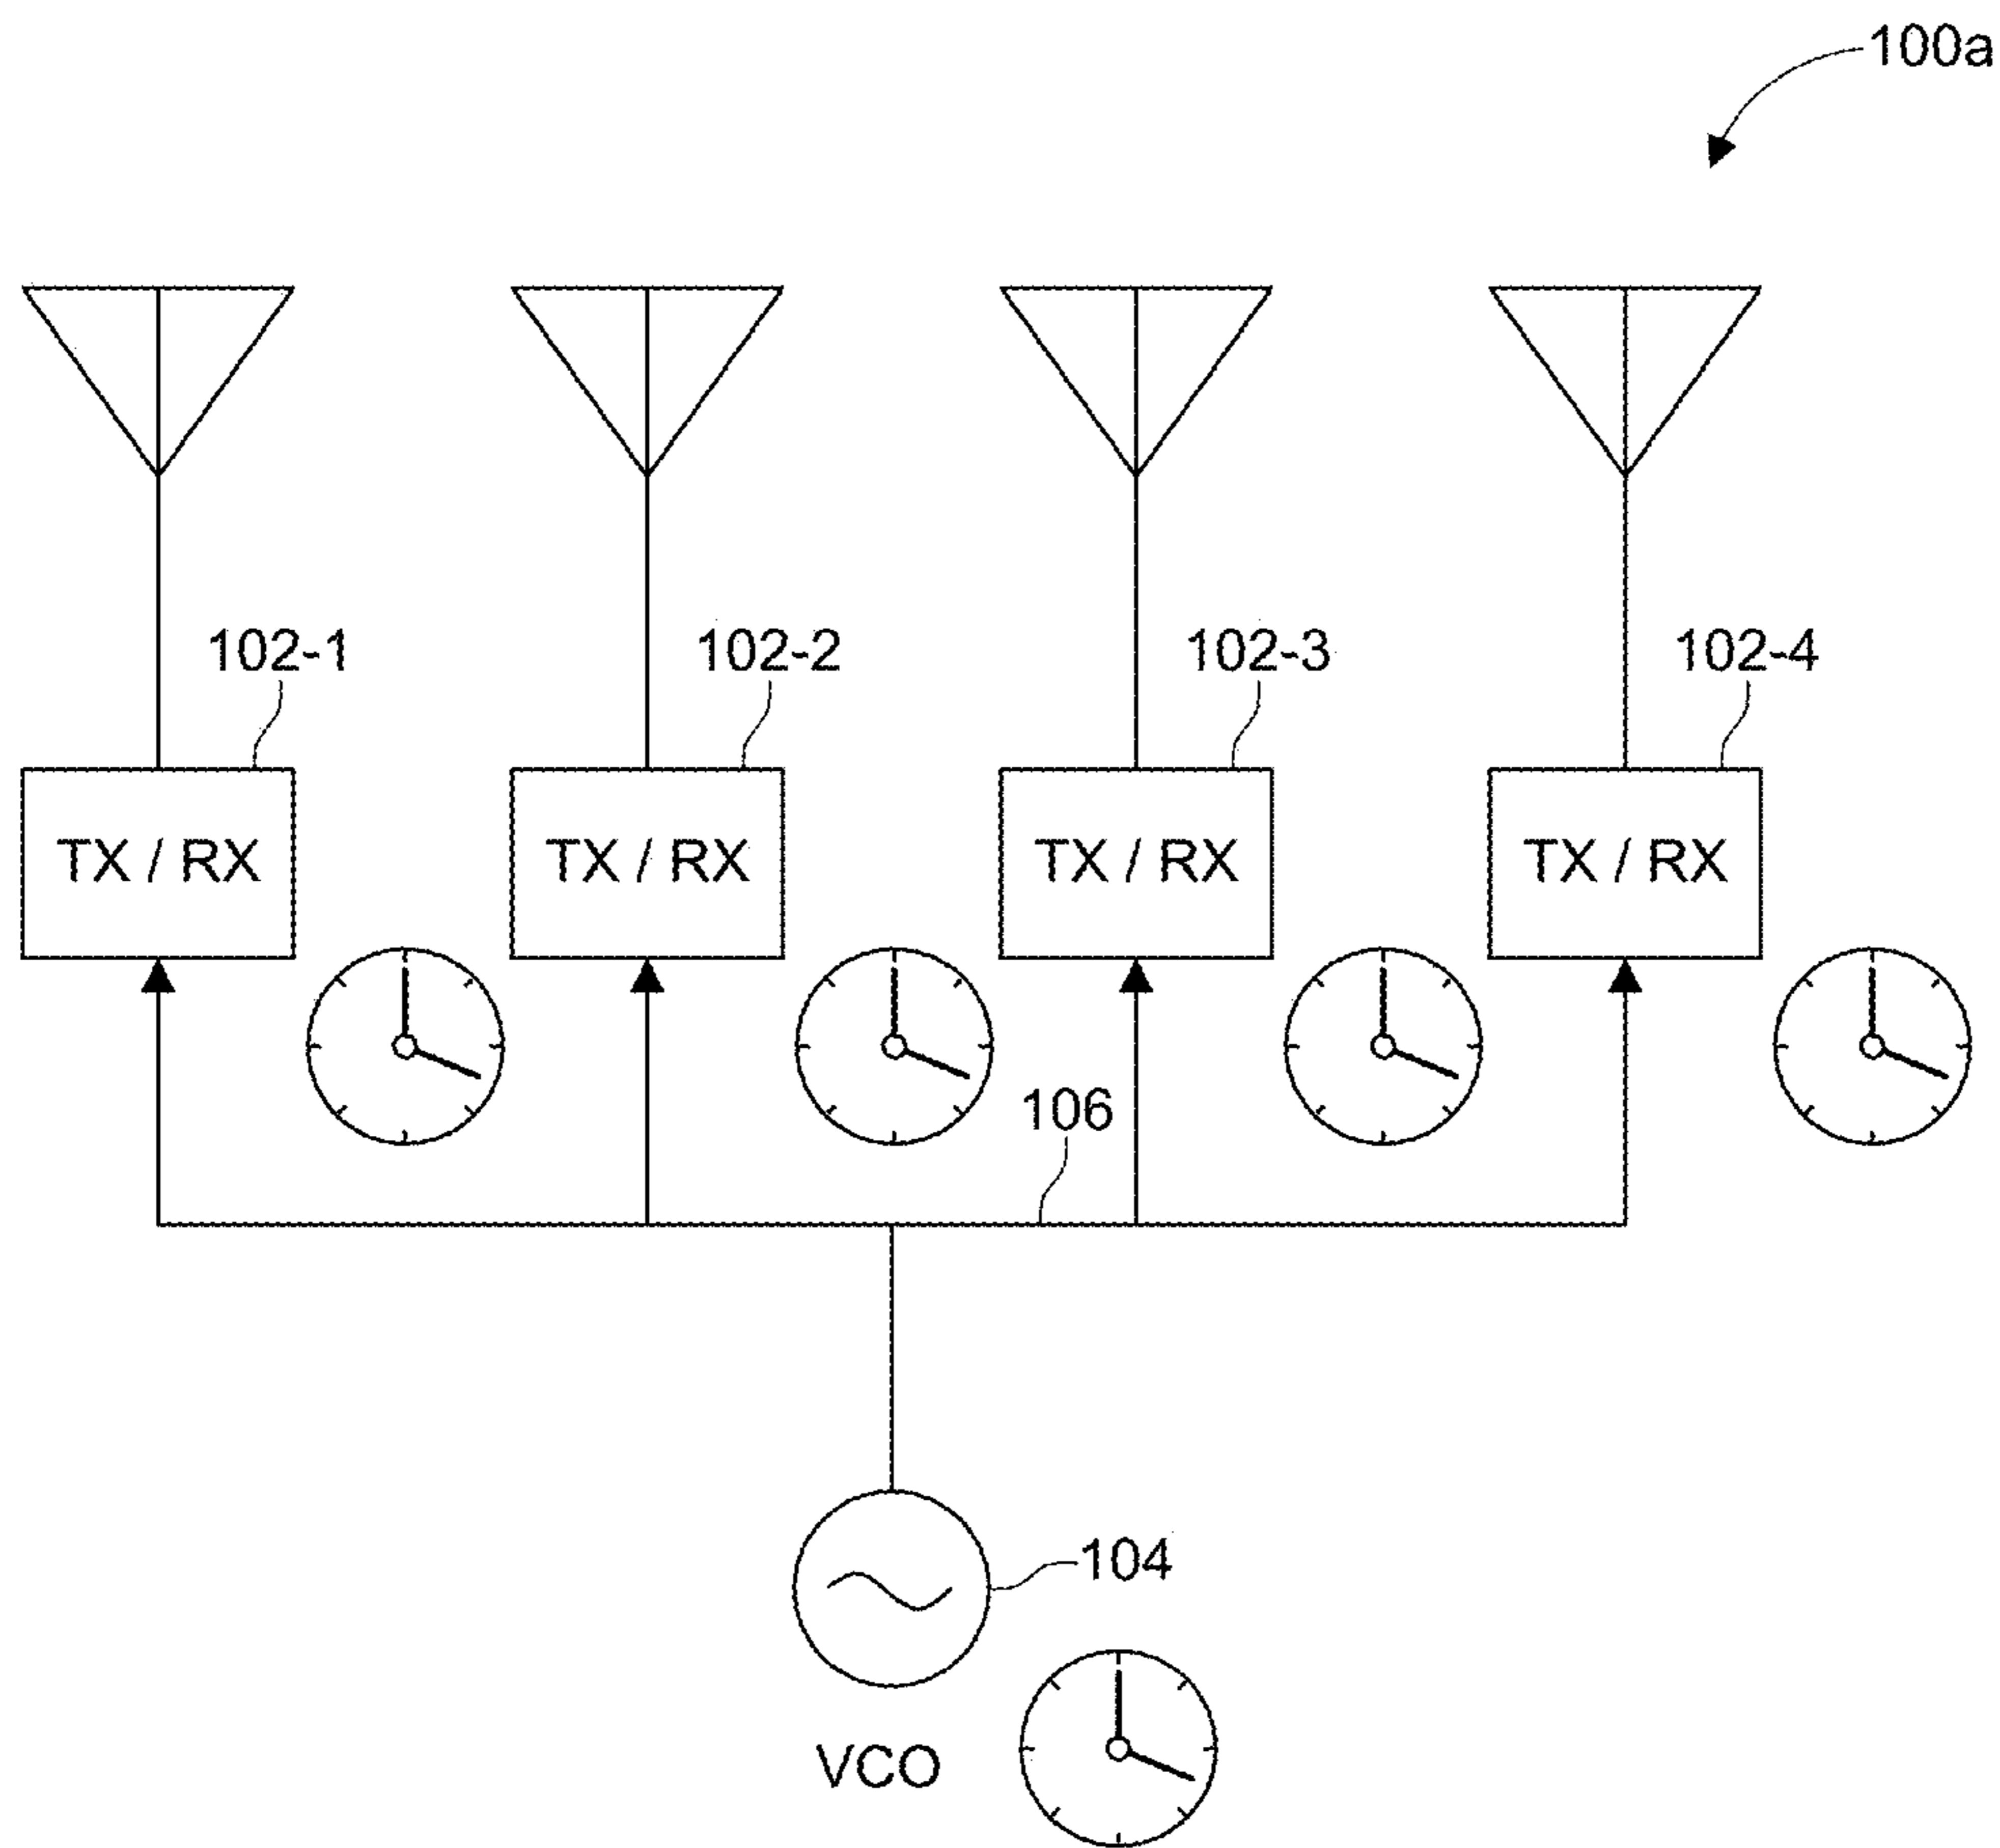 100a
102-1
102-2
102-3
102-4
TX / RX
TX / RX
TX / RX
TX / RX
106
104
VCO